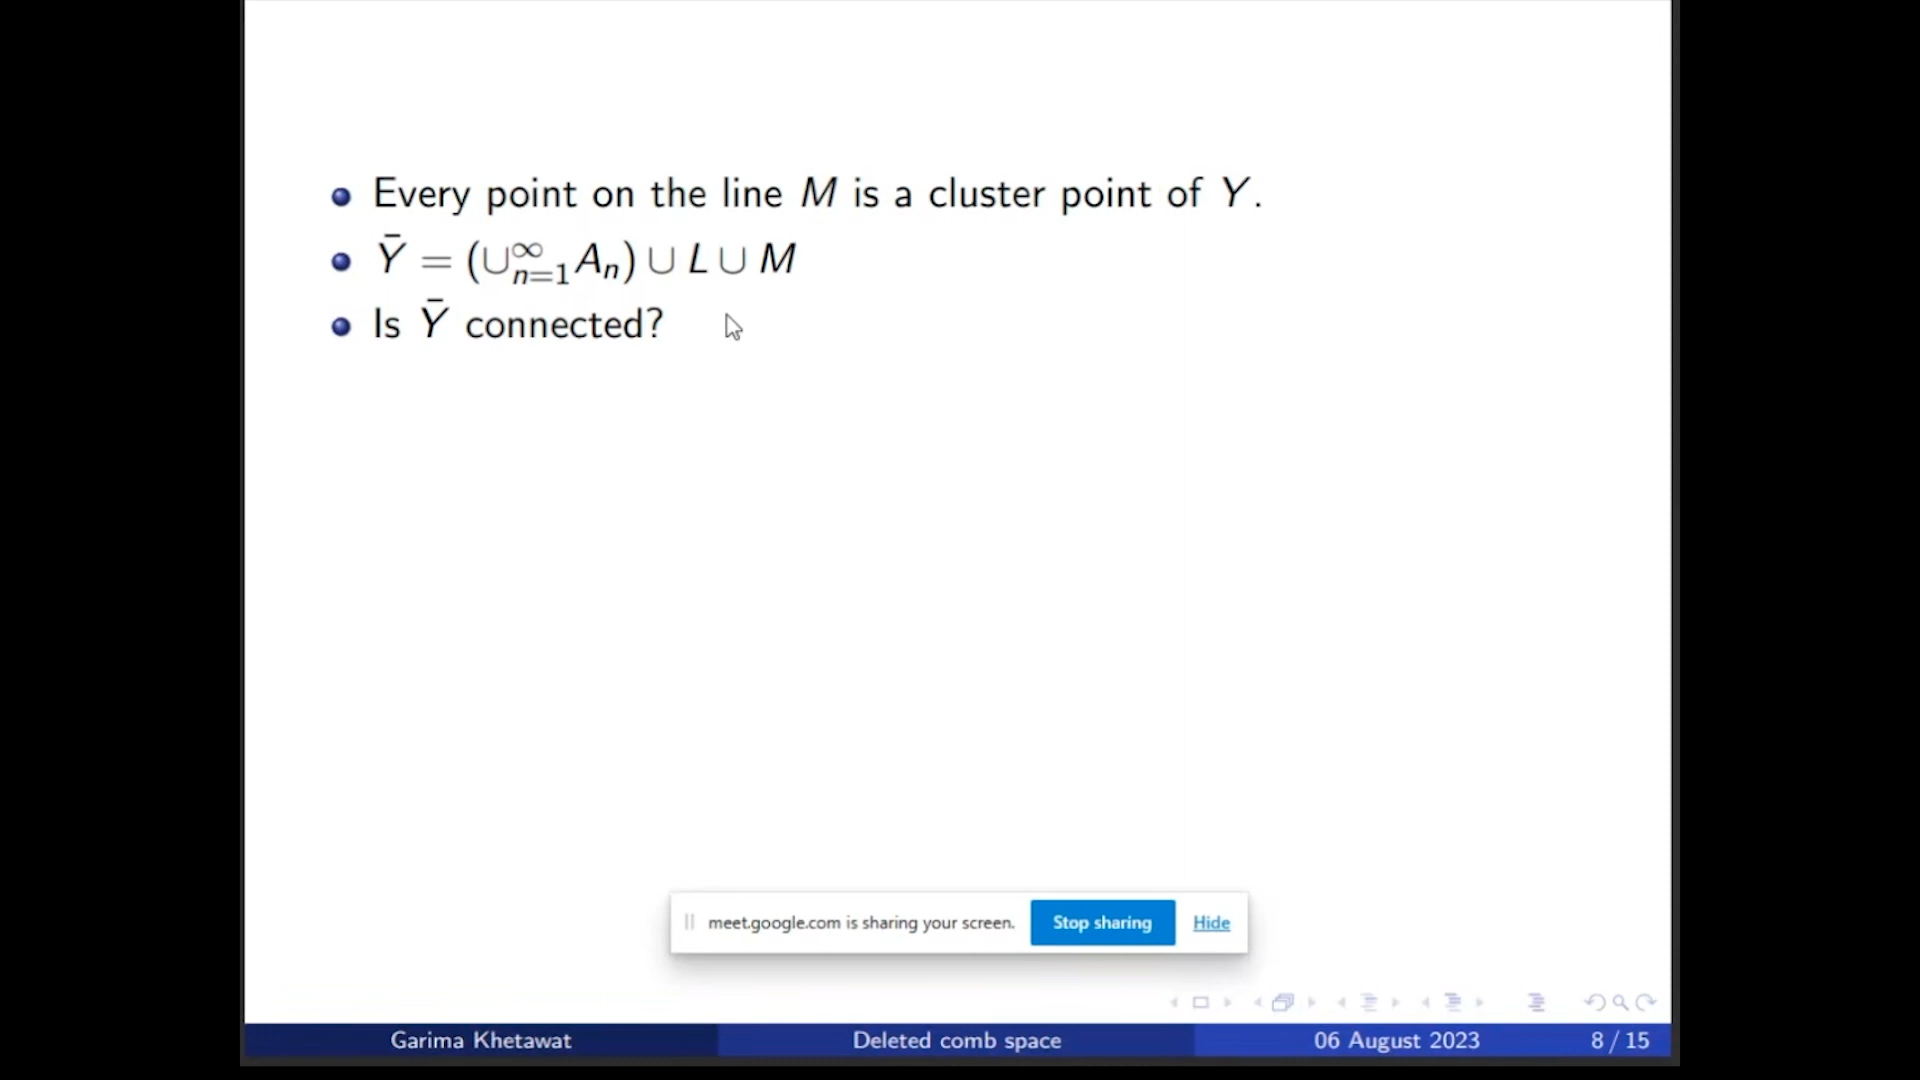 Every point on the line M is a cluster point of Y.
Ȳ = (∪∞n=1 An) ∪ L ∪ M
Is Ȳ connected?
meet.google.com is sharing your screen. Stop sharing Hide
Garima Khetawat Deleted comb space 06 August 2023 8 / 15